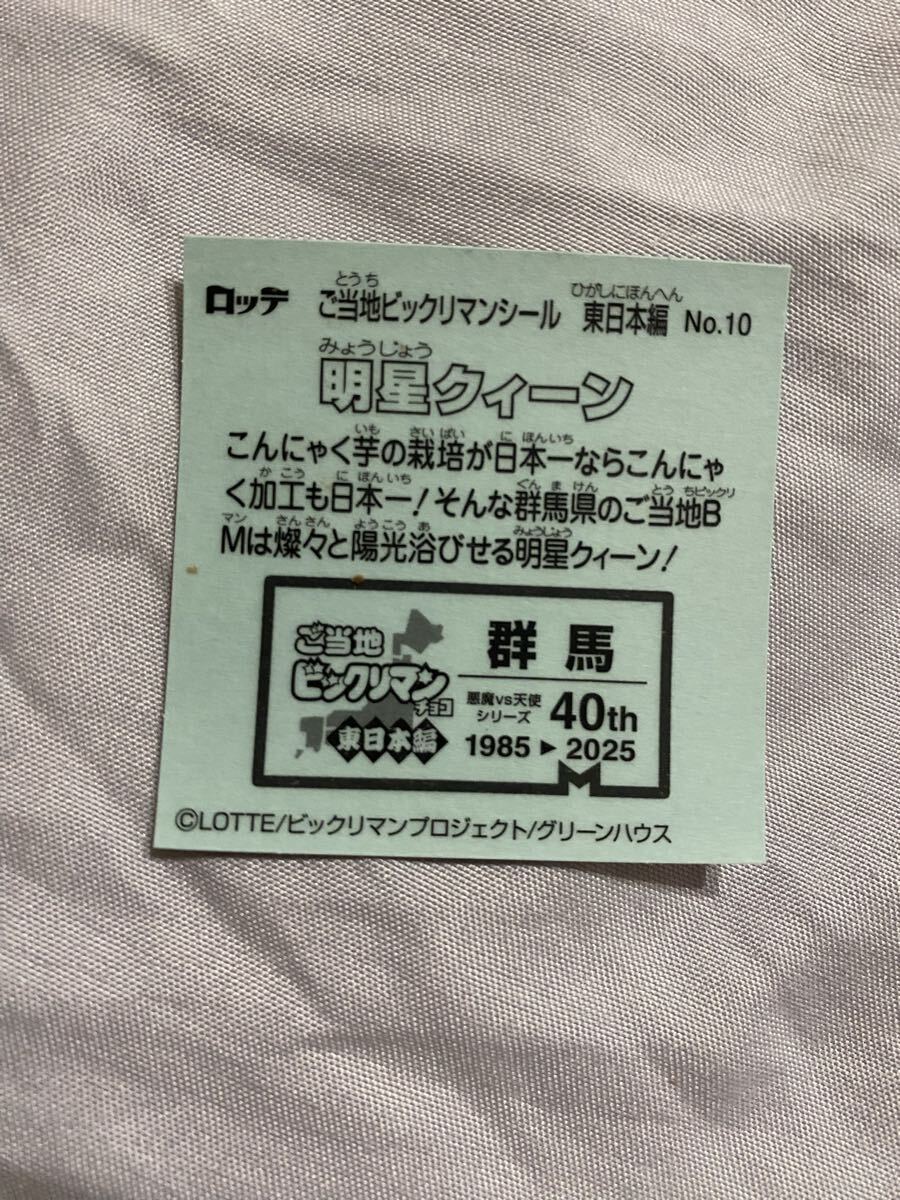 ロッテ ご当地ビックリマンシール 東日本編 No.10
とうち ひがしにほんへん
みょうじょう
明星クィーン
いも さいばい にほんいち
こんにゃく芋の栽培が日本一ならこんにゃ
かこう にほんいち ぐんまけん とうちビックリ
く加工も日本一！そんな群馬県のご当地B
マン さんさん ようこうあ みょうじょう
Mは燦々と陽光浴びせる明星クィーン！
ご当地
ビックリマン
チョコ
東日本編
群馬
悪魔vs天使
シリーズ 40th
1985 ▶ 2025
©LOTTE/ビックリマンプロジェクト/グリーンハウス